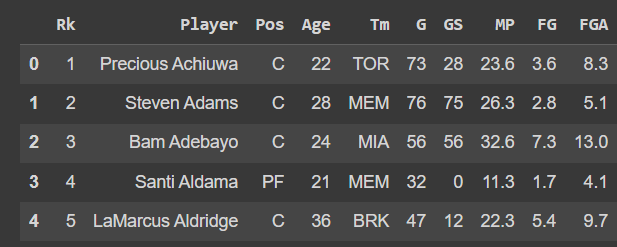 Rk Player Pos Age Tm G GS MP FG FGA
0 1 Precious Achiuwa C 22 TOR 73 28 23.6 3.6 8.3
1 2 Steven Adams C 28 MEM 76 75 26.3 2.8 5.1
2 3 Bam Adebayo C 24 MIA 56 56 32.6 7.3 13.0
3 4 Santi Aldama PF 21 MEM 32 0 11.3 1.7 4.1
4 5 LaMarcus Aldridge C 36 BRK 47 12 22.3 5.4 9.7